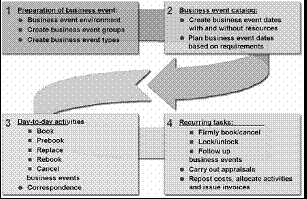 1 Preparation of business event:
Business event environment
Create business event groups
Create business event types
2 Business event catalog:
Create business event dates
with and without resources
Plan business event dates
based on requirements
3 Day-to-day activities
Book
Prebook
Replace
Rebook
Cancel
business events
Correspondence
4 Recurring tasks:
Firmly book/cancel
Lock/unlock
Follow up
business events
Carry out appraisals
Repost costs, allocate activities
and issue invoices